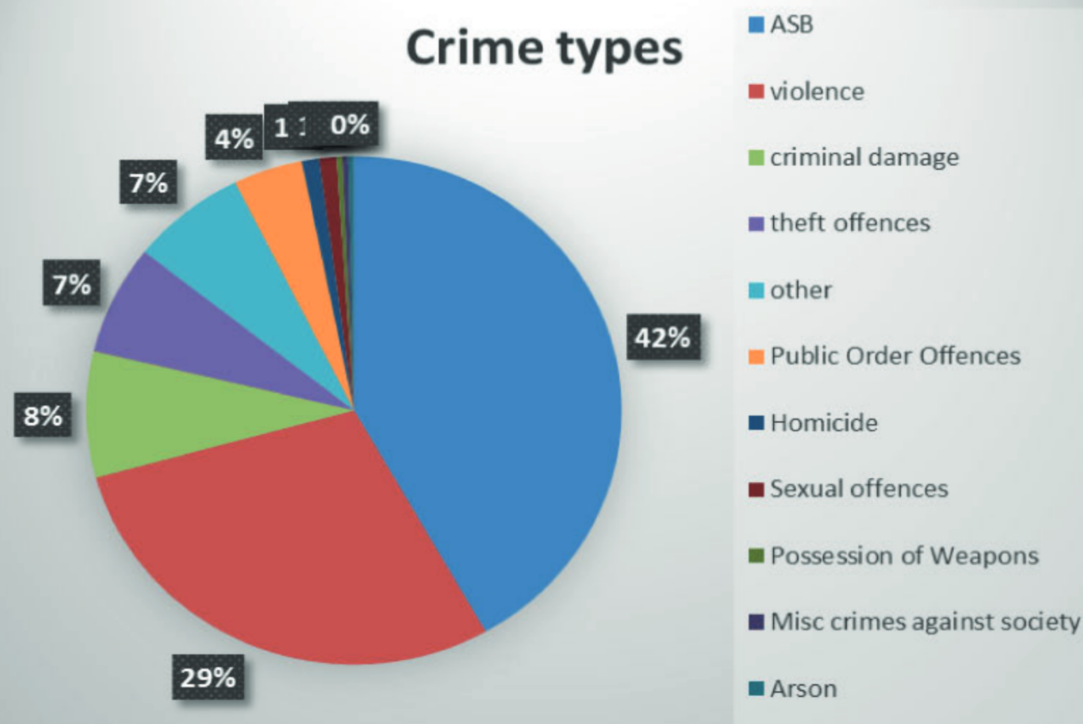 Crime types
42%
29%
8%
7%
7%
4%
1
1
0%
ASB
violence
criminal damage
theft offences
other
Public Order Offences
Homicide
Sexual offences
Possession of Weapons
Misc crimes against society
Arson